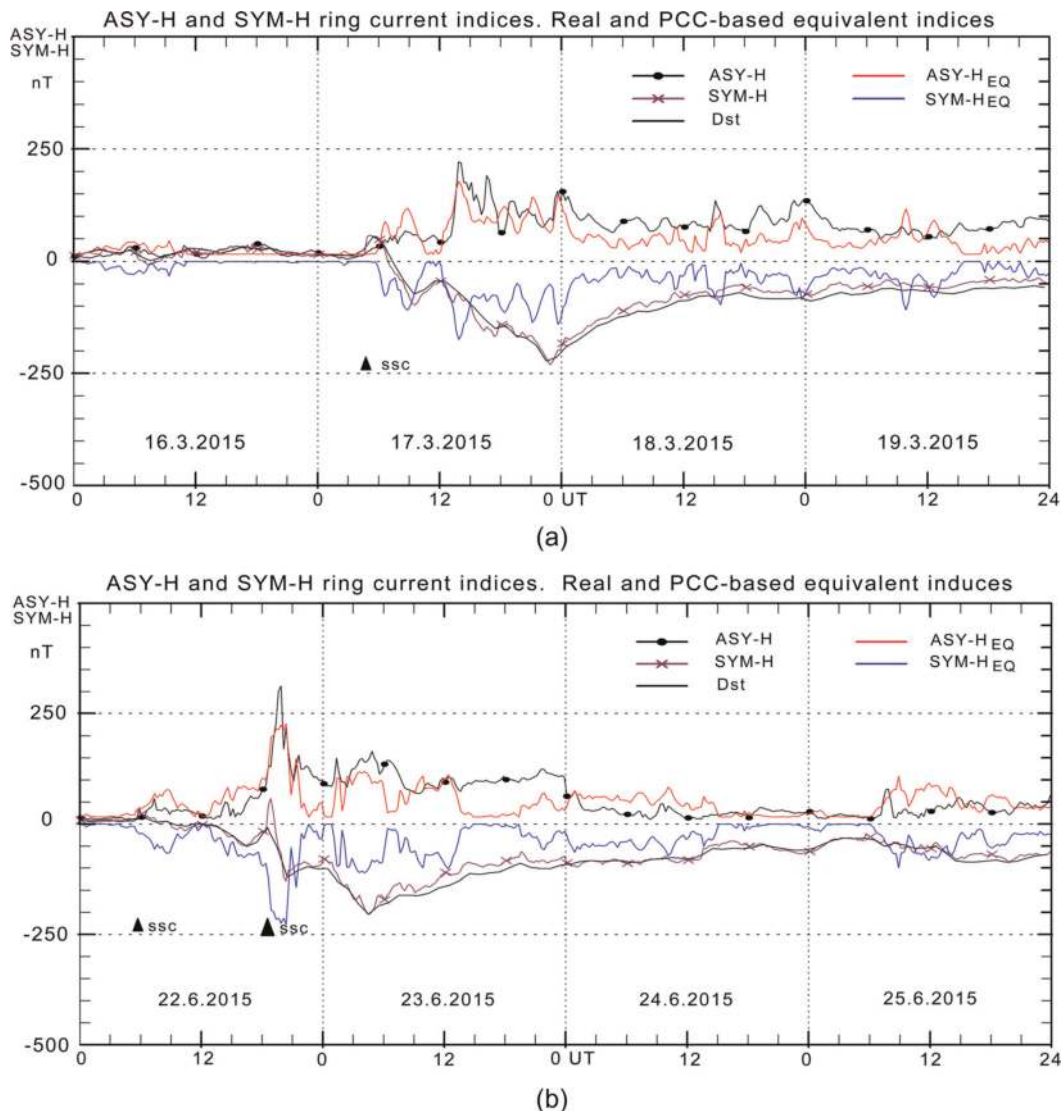 ASY-H and SYM-H ring current indices. Real and PCC-based equivalent indices
ASY-H
SYM-H
nT
ASY-H ASY-H EQ
SYM-H SYM-H EQ
Dst
250
0
-250
ssc
16.3.2015 17.3.2015 18.3.2015 19.3.2015
-500
0 12 0 12 0 UT 12 0 12 24
(a)
ASY-H and SYM-H ring current indices. Real and PCC-based equivalent induces
ASY-H
SYM-H
nT
ASY-H ASY-H EQ
SYM-H SYM-H EQ
Dst
250
0
ssc ssc
-250
22.6.2015 23.6.2015 24.6.2015 25.6.2015
-500
0 12 0 12 0 UT 12 0 12 24
(b)